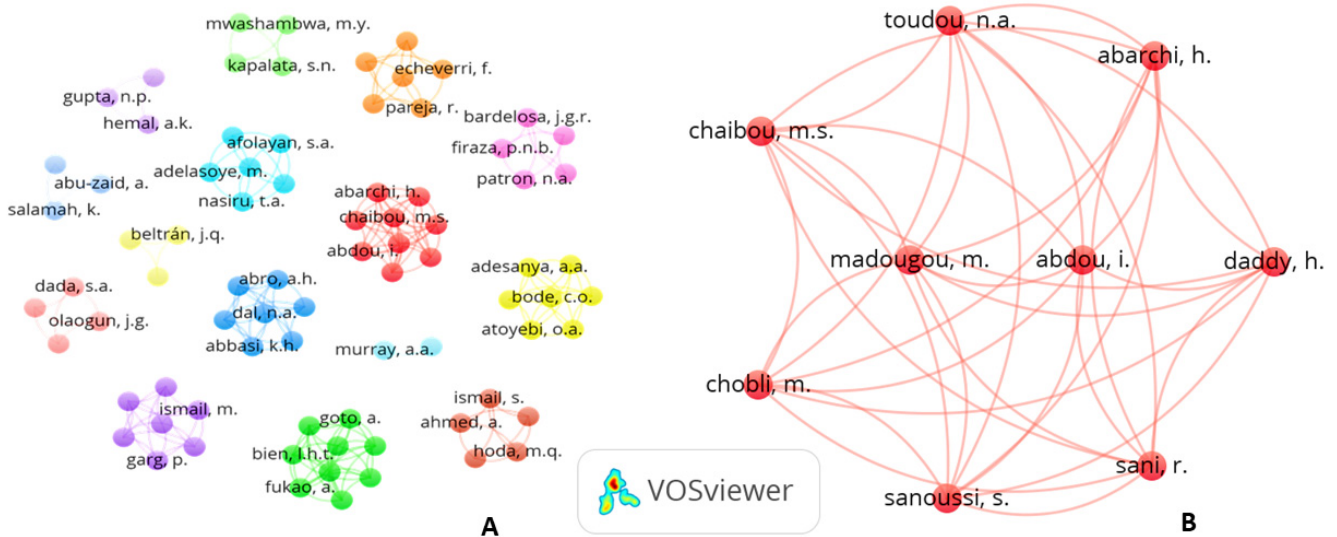 mwashambwa, m.y.
kapalata, s.n.
echeverri, f.
pareja, r.
gupta, n.p.
hemal, a.k.
bardelosa, j.g.r.
firaza, p.n.b.
patron, n.a.
afolayan, s.a.
adelasoye, m.
nasiru, t.a.
abu-zaid, a.
salamah, k.
abarchi, h.
chaibou, m.s.
abdou, i.
beltrán, j.q.
adesanya, a.a.
bode, c.o.
atoyebi, o.a.
dada, s.a.
olaogun, j.g.
abro, a.h.
dal, n.a.
abbasi, k.h.
murray, a.a.
ismail, m.
garg, p.
goto, a.
bien, l.h.t.
fukao, a.
ismail, s.
ahmed, a.
hoda, m.q.
A
VOSviewer
toudou, n.a.
abarchi, h.
chaibou, m.s.
madougou, m.
abdou, i.
daddy, h.
chobli, m.
sani, r.
sanoussi, s.
B